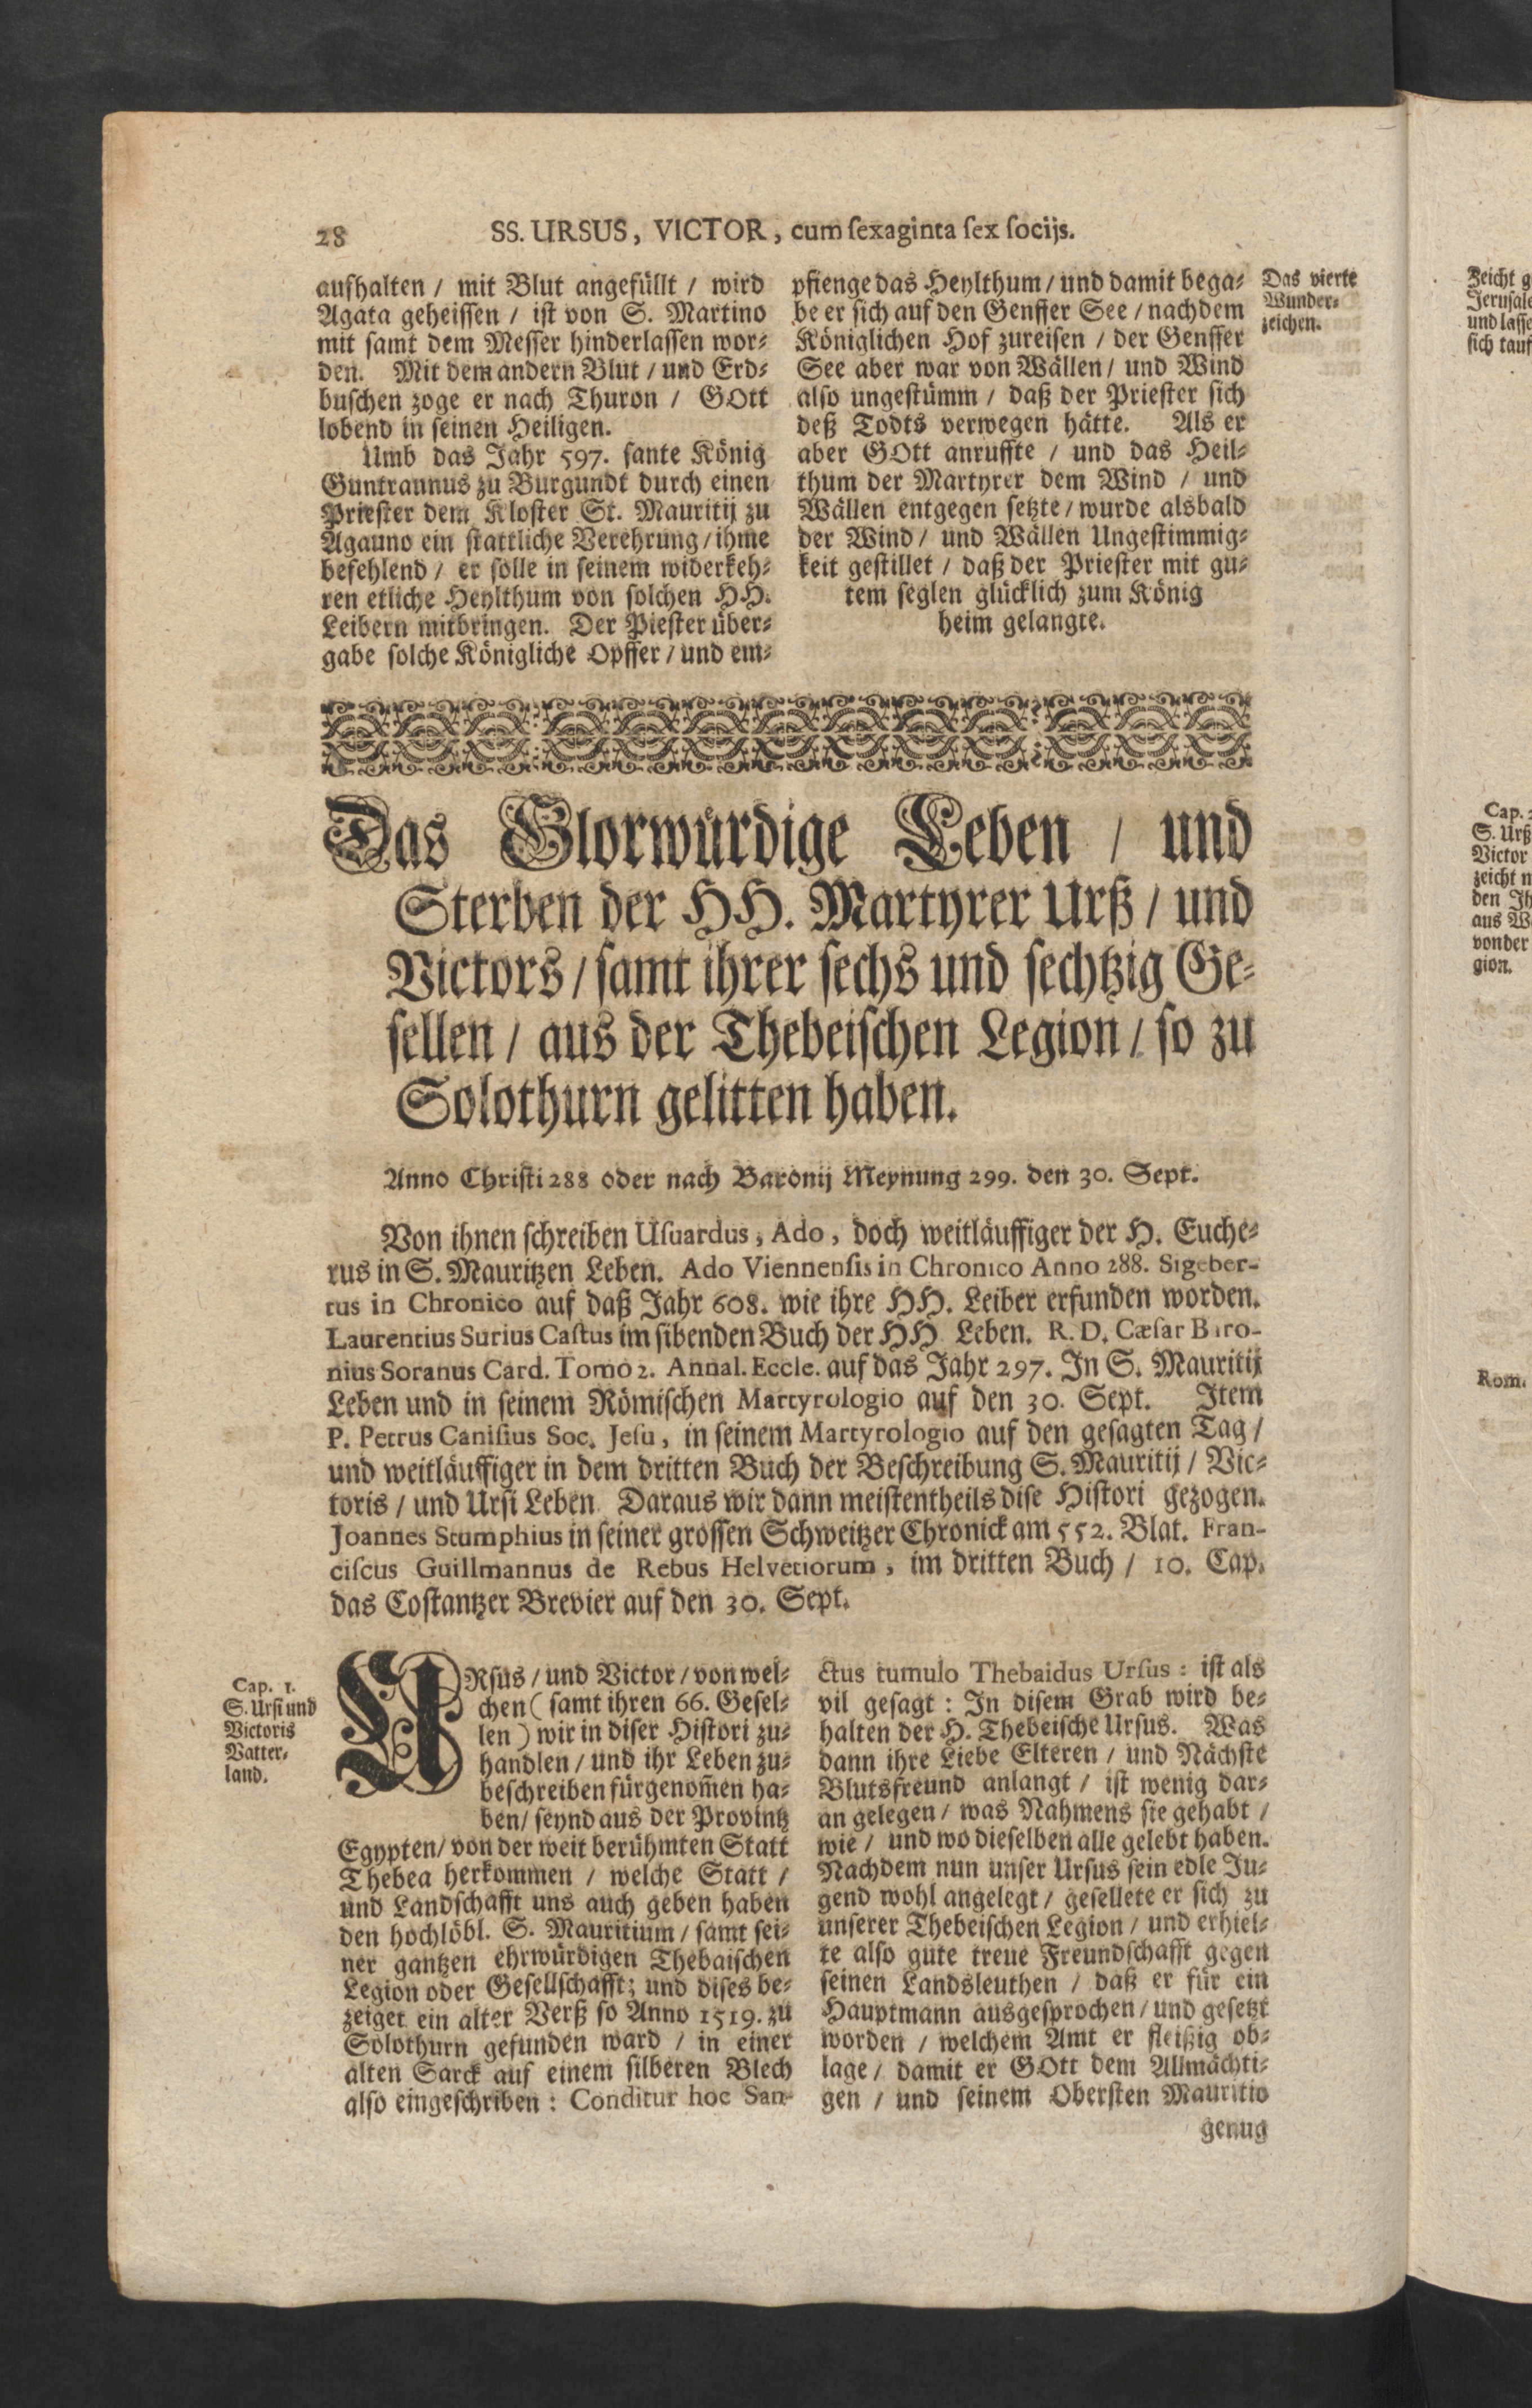 28
SS. URSUS, VICTOR, cum ſexaginta ſex ſocijs.
aufhalten / mit Blut angefüllt / wird
Agata geheiſſen / iſt von S. Martino
mit ſamt dem Meſſer hinderlaſſen wor⸗
den. Mit dem andern Blut / und Erd⸗
buſchen zoge er nach Thuron / GOtt
lobend in ſeinen Heiligen.
Umb das Jahr 597. ſante König
Guntrannus zu Burgundt durch einen
Prieſter dem Kloſter St. Mauritij zu
Agauno ein ſtattliche Verehrung / ihme
befehlend / er ſolle in ſeinem widerkeh⸗
ren etliche Heylthum von ſolchen HH.
Leibern mitbringen. Der Pieſter über⸗
gabe ſolche Königliche Opffer / und em⸗
pfienge das Heylthum / und damit bega⸗
be er ſich auf den Genffer See / nachdem
Königlichen Hof zureiſen / der Genffer
See aber war von Wällen / und Wind
alſo ungeſtümm / daß der Prieſter ſich
deß Todts verwegen hätte. Als er
aber GOtt anruffte / und das Heil⸗
thum der Martyrer dem Wind / und
Wällen entgegen ſetzte / wurde alsbald
der Wind / und Wällen Ungeſtimmig⸗
keit geſtillet / daß der Prieſter mit gu⸗
tem ſeglen glücklich zum König
heim gelangte.
Das vierte
Wunder⸗
zeichen.
Das Glorwürdige Leben / und
Sterben der HH. Martyrer Urß / und
Victors / ſamt ihrer ſechs und ſechtzig Ge⸗
ſellen / aus der Thebeiſchen Legion / ſo zu
Solothurn gelitten haben.
Anno Chriſti 288 oder nach Baronij Meynung 299. den 30. Sept.
Von ihnen ſchreiben Uſuardus, Ado, doch weitläuffiger der H. Euche⸗
rus in S. Mauritzen Leben. Ado Viennenſis in Chronico Anno 288. Sigeber-
tus in Chronico auf daß Jahr 608. wie ihre HH. Leiber erfunden worden.
Laurentius Surius Caſtus im ſibenden Buch der HH Leben. R. D. Cæſar Baro-
nius Soranus Card. Tomo 2. Annal. Eccle. auf das Jahr 297. In S. Mauritij
Leben und in ſeinem Römiſchen Martyrologio auf den 30. Sept. Item
P. Petrus Caniſius Soc. Jeſu, in ſeinem Martyrologio auf den geſagten Tag /
und weitläuffiger in dem dritten Buch der Beſchreibung S. Mauritij / Vic⸗
toris / und Urſi Leben Daraus wir dann meiſtentheils diſe Hiſtori gezogen.
Joannes Stumphius in ſeiner groſſen Schweitzer Chronick am 552. Blat. Fran-
ciſcus Guillmannus de Rebus Helvetiorum, im dritten Buch / 10. Cap.
das Coſtantzer Brevier auf den 30. Sept.
Cap. 1.
S. Urſi und
Victoris
Vatter⸗
land.
URſus / und Victor / von wel⸗
chen ( ſamt ihren 66. Geſel⸗
len ) wir in diſer Hiſtori zu⸗
handlen / und ihr Leben zu⸗
beſchreiben fürgenom̃en ha⸗
ben / ſeynd aus der Provintz
Egypten / von der weit berühmten Statt
Thebea herkommen / welche Statt /
und Landſchafft uns auch geben haben
den hochlöbl. S. Mauritium / ſamt ſei⸗
ner gantzen ehrwürdigen Thebaiſchen
Legion oder Geſellſchafft; und diſes be⸗
zeiget ein alter Verß ſo Anno 1519. zu
Solothurn gefunden ward / in einer
alten Sarck auf einem ſilberen Blech
alſo eingeſchriben : Conditur hoc San-
ctus tumulo Thebaidus Urſus : iſt als
vil geſagt : In diſem Grab wird be⸗
halten der H. Thebeiſche Urſus. Was
dann ihre Liebe Elteren / und Nächſte
Blutsfreund anlangt / iſt wenig dar⸗
an gelegen / was Nahmens ſie gehabt /
wie / und wo dieſelben alle gelebt haben.
Nachdem nun unſer Urſus ſein edle Ju⸗
gend wohl angelegt / geſellete er ſich zu
unſerer Thebeiſchen Legion / und erhiel⸗
te alſo gute treue Freundſchafft gegen
ſeinen Landsleuthen / daß er für ein
Hauptmann ausgeſprochen / und geſetzt
worden / welchem Amt er fleißig ob⸗
lage / damit er GOtt dem Allmächti⸗
gen / und ſeinem Oberſten Mauritio
genug
Zeicht
und
ſich
Cap.
S. Urß
Victor
zeicht
den
aus
von der
gion.
Rom.